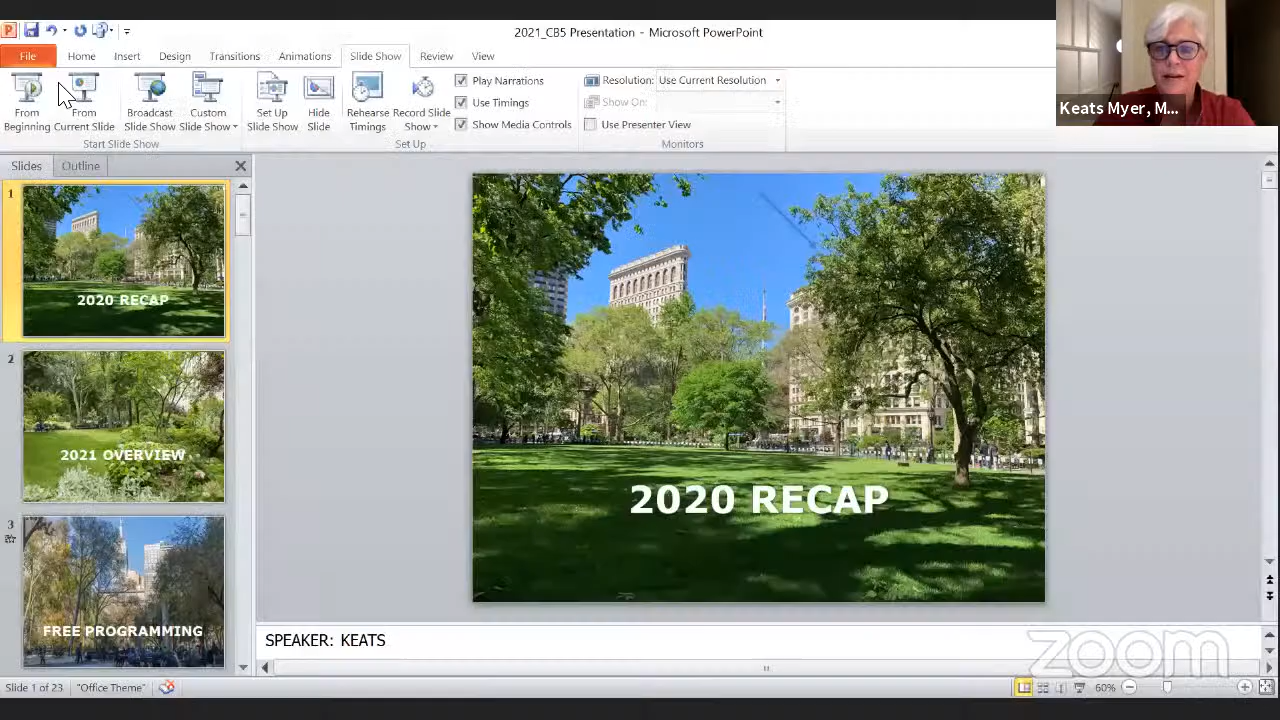 2021_CB5 Presentation - Microsoft PowerPoint
File Home Insert Design Transitions Animations Slide Show Review View
From Beginning
From Current Slide
Broadcast Slide Show
Custom Slide Show
Set Up Slide Show
Hide Slide
Rehearse Timings
Record Slide Show
Play Narrations
Use Timings
Show Media Controls
Resolution: Use Current Resolution
Show On:
Use Presenter View
Start Slide Show
Set Up
Monitors
Keats Myer, M...
Slides Outline
1
2020 RECAP
2
2021 OVERVIEW
3
FREE PROGRAMMING
2020 RECAP
SPEAKER: KEATS
zoom
Slide 1 of 23 "Office Theme" 60%